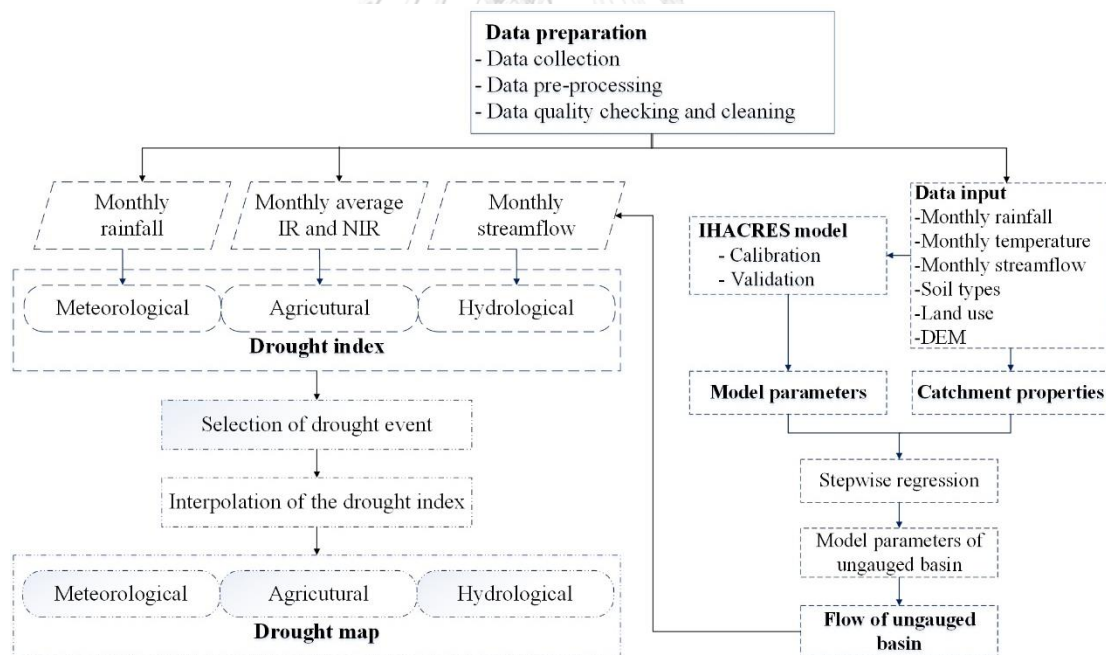 Data preparation
- Data collection
- Data pre-processing
- Data quality checking and cleaning
Monthly
rainfall
Monthly average
IR and NIR
Monthly
streamflow
Meteorological
Agricutural
Hydrological
Drought index
Selection of drought event
Interpolation of the drought index
Meteorological
Agricutural
Hydrological
Drought map
Data input
-Monthly rainfall
-Monthly temperature
-Monthly streamflow
-Soil types
-Land use
-DEM
IHACRES model
- Calibration
- Validation
Model parameters
Catchment properties
Stepwise regression
Model parameters of
ungauged basin
Flow of ungauged
basin